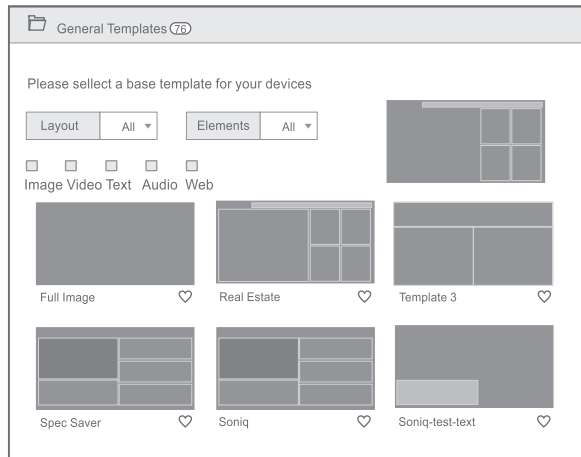 General Templates 76
Please sellect a base template for your devices
Layout All Elements All
Image Video Text Audio Web
Full Image Real Estate Template 3
Spec Saver Soniq Soniq-test-text